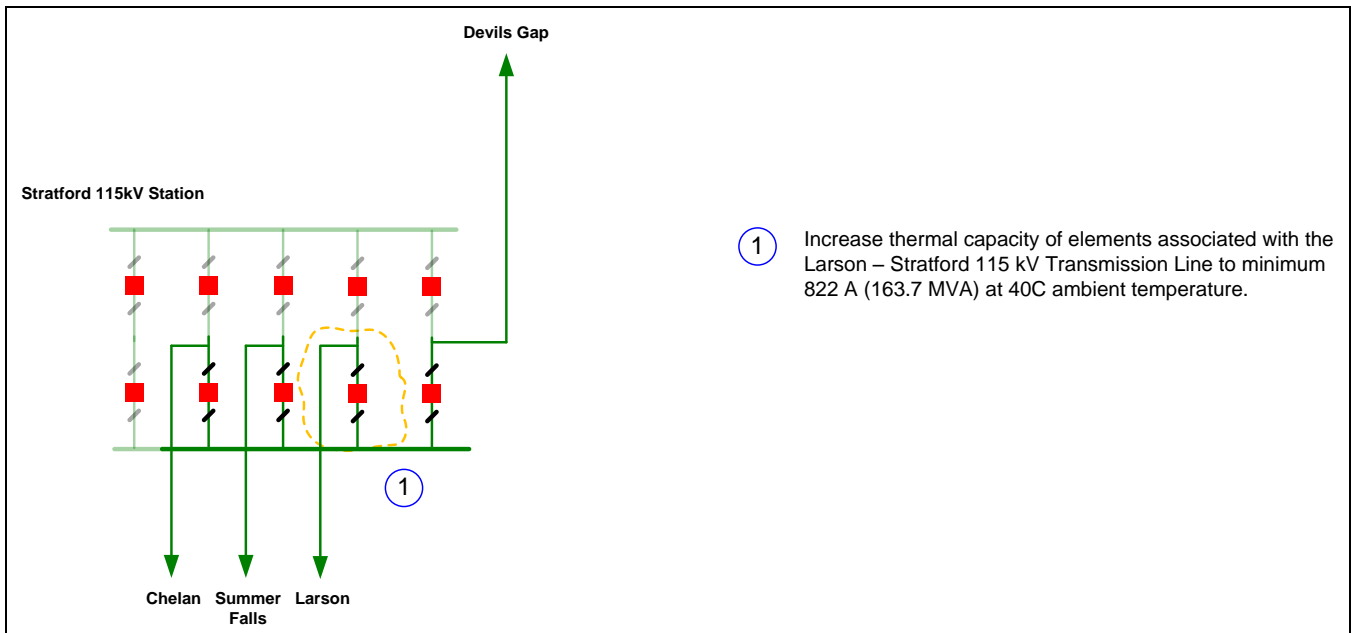 Devils Gap
Stratford 115kV Station
1
Increase thermal capacity of elements associated with the
Larson – Stratford 115 kV Transmission Line to minimum
822 A (163.7 MVA) at 40C ambient temperature.
1
Chelan
Summer
Falls
Larson